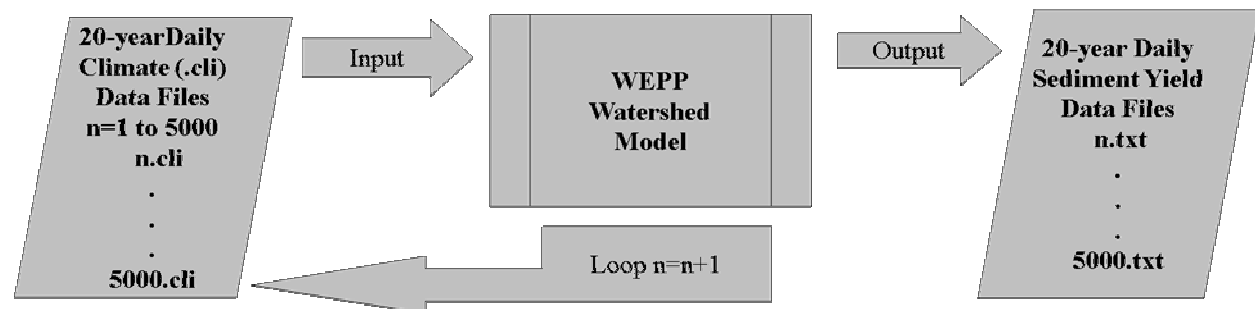 20-yearDaily
Climate (.cli)
Data Files
n=1 to 5000
n.cli
.
.
.
5000.cli
Input
WEPP
Watershed
Model
Loop n=n+1
Output
20-year Daily
Sediment Yield
Data Files
n.txt
.
.
.
5000.txt